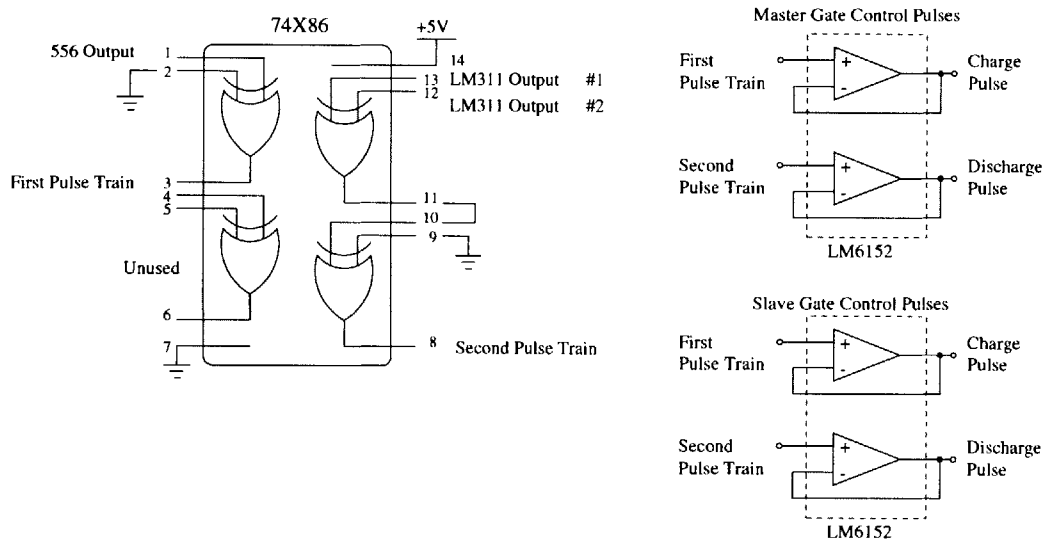 74X86
+5V
556 Output
1
2
14
13
LM311 Output #1
12
LM311 Output #2
First Pulse Train
3
4
5
11
10
9
Unused
6
7
8
Second Pulse Train
Master Gate Control Pulses
First
Pulse Train
+
-
Charge
Pulse
Second
Pulse Train
+
-
Discharge
Pulse
LM6152
Slave Gate Control Pulses
First
Pulse Train
+
-
Charge
Pulse
Second
Pulse Train
+
-
Discharge
Pulse
LM6152